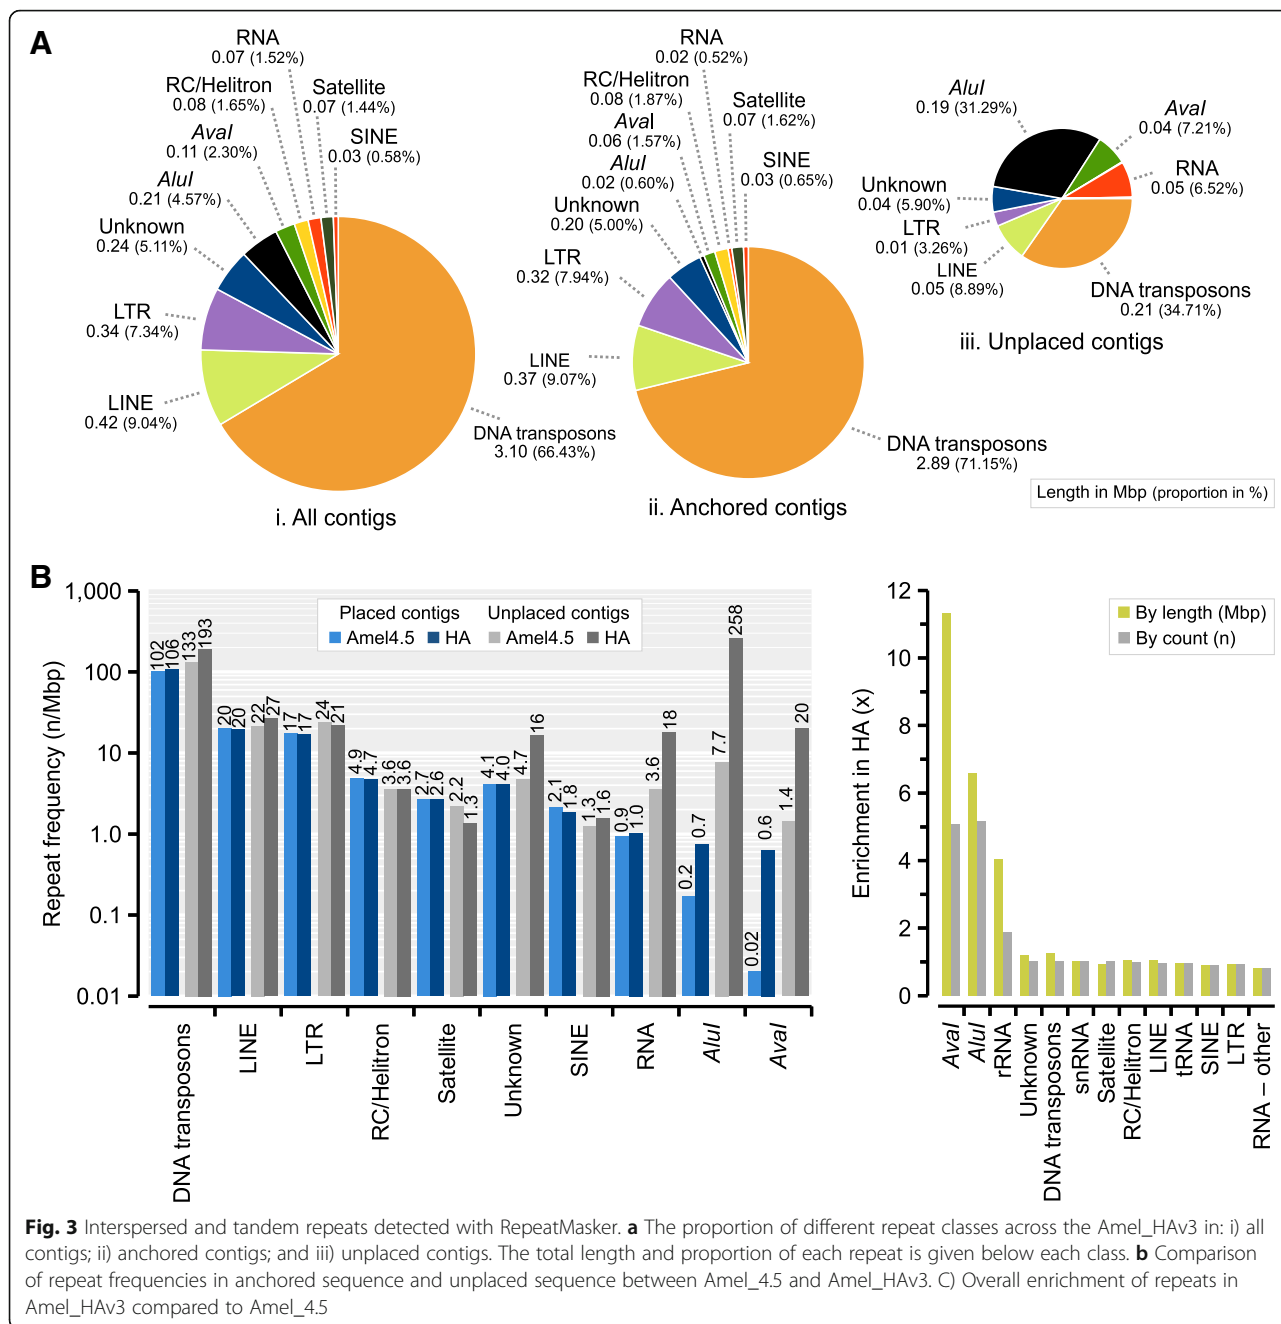 A
RNA
0.07 (1.52%)
RC/Helitron
0.08 (1.65%)
Satellite
0.07 (1.44%)
AvaI
0.11 (2.30%)
SINE
0.03 (0.58%)
AluI
0.21 (4.57%)
Unknown
0.24 (5.11%)
LTR
0.34 (7.34%)
LINE
0.42 (9.04%)
DNA transposons
3.10 (66.43%)
i. All contigs
RNA
0.02 (0.52%)
RC/Helitron
0.08 (1.87%)
Satellite
0.07 (1.62%)
AvaI
0.06 (1.57%)
AluI
0.02 (0.60%)
SINE
0.03 (0.65%)
Unknown
0.20 (5.00%)
LTR
0.32 (7.94%)
LINE
0.37 (9.07%)
DNA transposons
2.89 (71.15%)
ii. Anchored contigs
AluI
0.19 (31.29%)
AvaI
0.04 (7.21%)
RNA
0.05 (6.52%)
Unknown
0.04 (5.90%)
LTR
0.01 (3.26%)
LINE
0.05 (8.89%)
DNA transposons
0.21 (34.71%)
iii. Unplaced contigs
Length in Mbp (proportion in %)
B
Repeat frequency (n/Mbp)
1,000
100
10
1.0
0.1
0.01
Placed contigs Unplaced contigs
Amel4.5 HA Amel4.5 HA
102 106 133 193
20 20 22 27
17 17 24 21
4.9 4.7 3.6 3.6
2.7 2.6 2.2 1.3
4.1 4.0 4.7 16
2.1 1.8 1.3 1.6
0.9 1.0 3.6 18
0.2 0.7 7.7 258
0.02 0.6 1.4 20
DNA transposons
LINE
LTR
RC/Helitron
Satellite
Unknown
SINE
RNA
AluI
AvaI
Enrichment in HA (x)
12
10
8
6
4
2
0
By length (Mbp)
By count (n)
AvaI
AluI
rRNA
Unknown
DNA transposons
snRNA
Satellite
RC/Helitron
LINE
tRNA
SINE
LTR
RNA – other
Fig. 3 Interspersed and tandem repeats detected with RepeatMasker. a The proportion of different repeat classes across the Amel_HAv3 in: i) all
contigs; ii) anchored contigs; and iii) unplaced contigs. The total length and proportion of each repeat is given below each class. b Comparison
of repeat frequencies in anchored sequence and unplaced sequence between Amel_4.5 and Amel_HAv3. C) Overall enrichment of repeats in
Amel_HAv3 compared to Amel_4.5